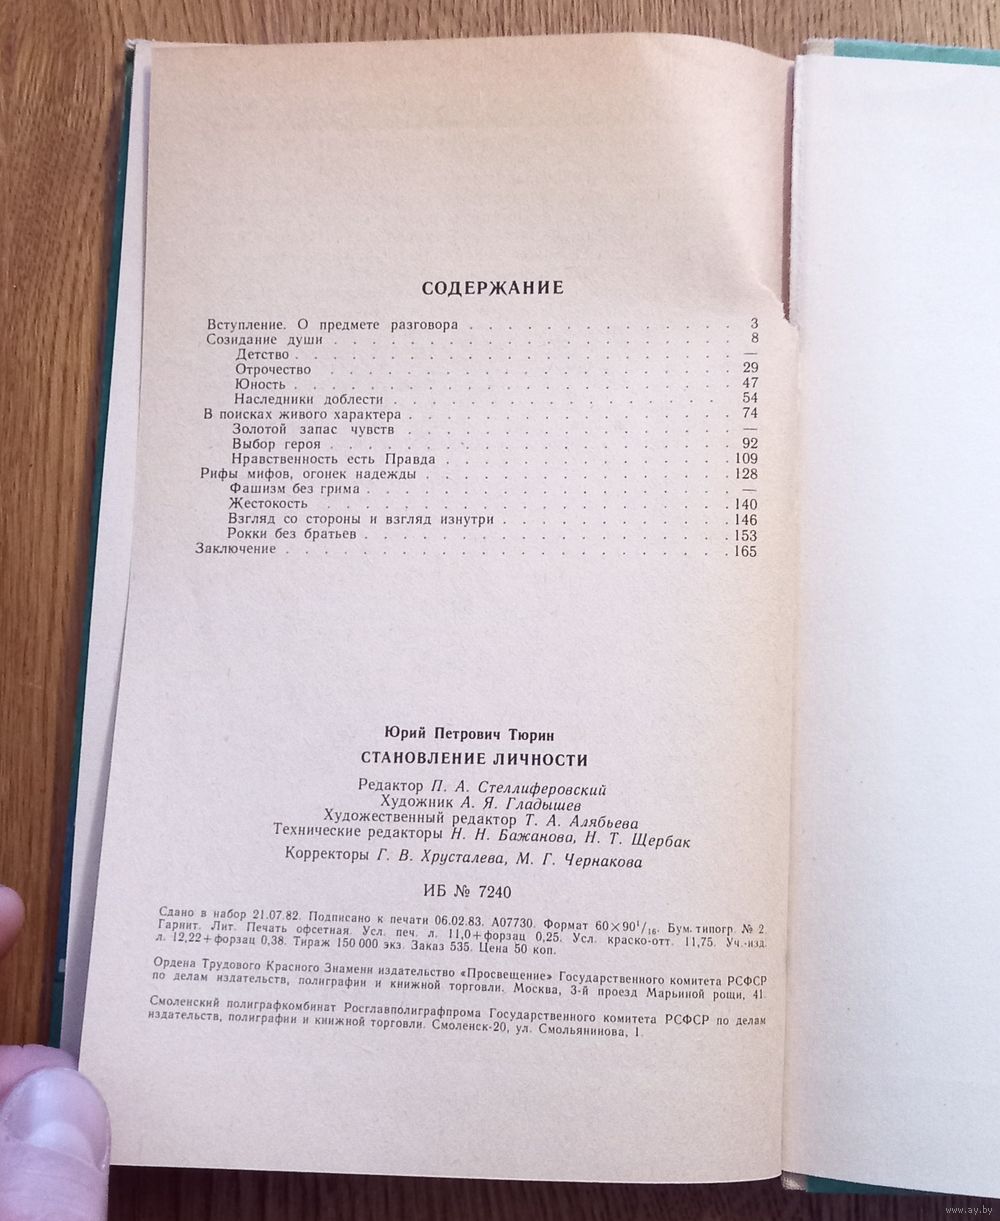 СОДЕРЖАНИЕ
Вступление. О предмете разговора . . . . . . . . . . . . . . 3
Созидание души . . . . . . . . . . . . . . . . . . . . 8
Детство . . . . . . . . . . . . . . . . . . . . . —
Отрочество . . . . . . . . . . . . . . . . . . . . 29
Юность . . . . . . . . . . . . . . . . . . . . . 47
Наследники доблести . . . . . . . . . . . . . . . . 54
В поисках живого характера . . . . . . . . . . . . . . . 74
Золотой запас чувств . . . . . . . . . . . . . . . —
Выбор героя . . . . . . . . . . . . . . . . . . . 92
Нравственность есть Правда . . . . . . . . . . . . . 109
Рифы мифов, огонек надежды . . . . . . . . . . . . . . 128
Фашизм без грима . . . . . . . . . . . . . . . . . —
Жестокость . . . . . . . . . . . . . . . . . . . 140
Взгляд со стороны и взгляд изнутри . . . . . . . . . . . 146
Рокки без братьев . . . . . . . . . . . . . . . . . 153
Заключение . . . . . . . . . . . . . . . . . . . . . 165
Юрий Петрович Тюрин
СТАНОВЛЕНИЕ ЛИЧНОСТИ
Редактор П. А. Стеллиферовский
Художник А. Я. Гладышев
Художественный редактор Т. А. Алябьева
Технические редакторы Н. Н. Бажанова, Н. Т. Щербак
Корректоры Г. В. Хрусталева, М. Г. Чернакова
ИБ № 7240
Сдано в набор 21.07.82. Подписано к печати 06.02.83. А07730. Формат 60×90¹/₁₆. Бум. типогр. № 2.
Гарнит. Лит. Печать офсетная. Усл. печ. л. 11,0+форзац 0,25. Усл. краско-отт. 11,75. Уч.-изд.
л. 12,22+форзац 0,38. Тираж 150 000 экз. Заказ 535. Цена 50 коп.
Ордена Трудового Красного Знамени издательство «Просвещение» Государственного комитета РСФСР
по делам издательств, полиграфии и книжной торговли. Москва, 3-й проезд Марьиной рощи, 41.
Смоленский полиграфкомбинат Росглавполиграфпрома Государственного комитета РСФСР по делам
издательств, полиграфии и книжной торговли. Смоленск-20, ул. Смольянинова, 1.
www.ay.by